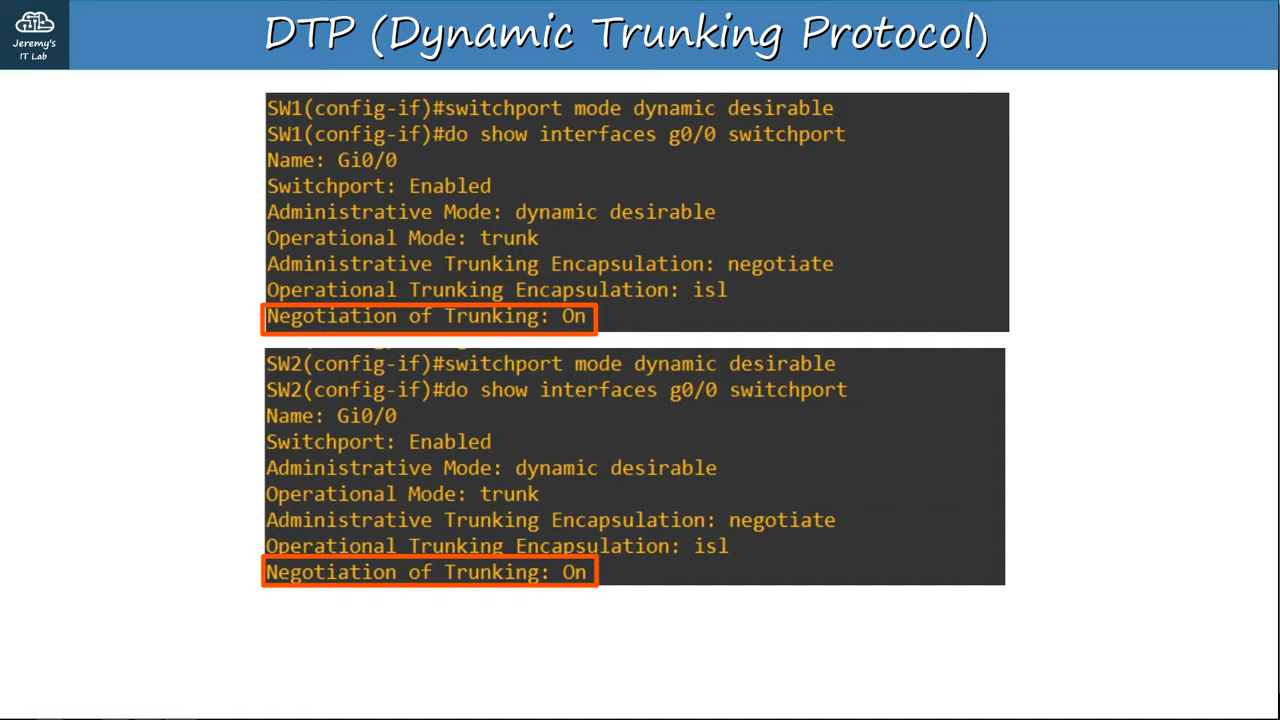 Jeremy's
IT Lab
DTP (Dynamic Trunking Protocol)
SW1(config-if)#switchport mode dynamic desirable
SW1(config-if)#do show interfaces g0/0 switchport
Name: Gi0/0
Switchport: Enabled
Administrative Mode: dynamic desirable
Operational Mode: trunk
Administrative Trunking Encapsulation: negotiate
Operational Trunking Encapsulation: isl
Negotiation of Trunking: On
SW2(config-if)#switchport mode dynamic desirable
SW2(config-if)#do show interfaces g0/0 switchport
Name: Gi0/0
Switchport: Enabled
Administrative Mode: dynamic desirable
Operational Mode: trunk
Administrative Trunking Encapsulation: negotiate
Operational Trunking Encapsulation: isl
Negotiation of Trunking: On